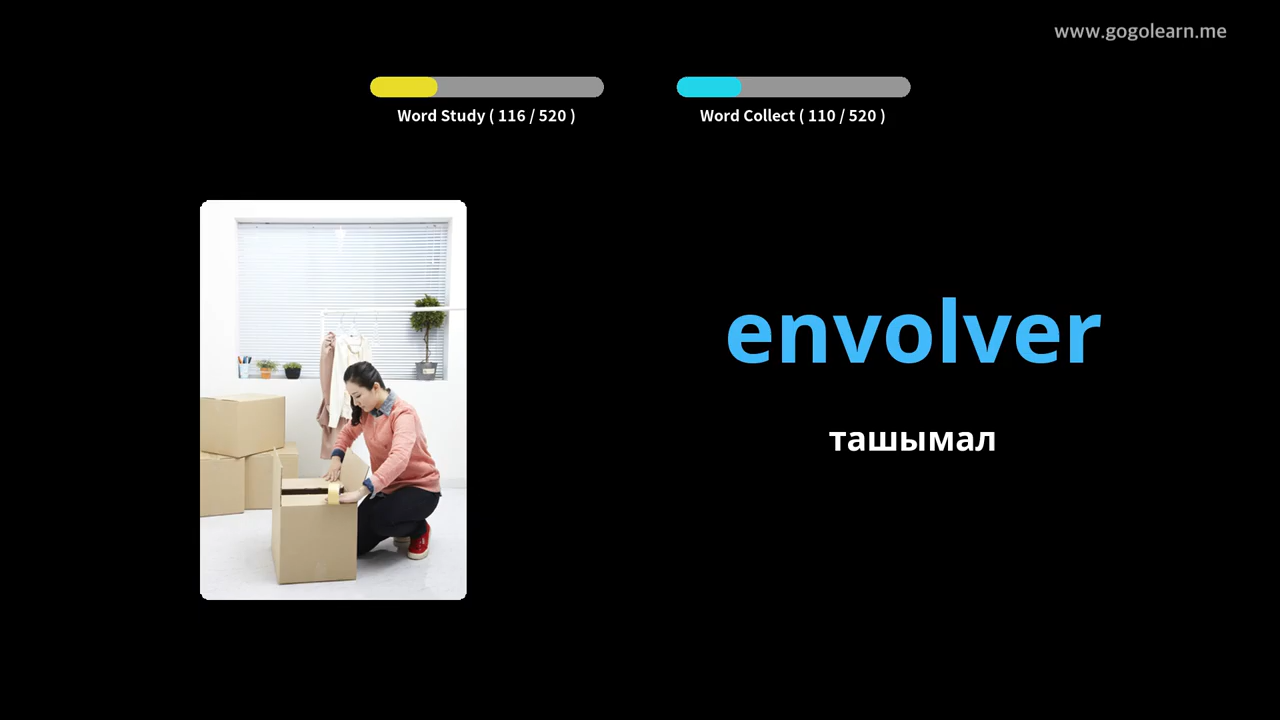 www.gogolearn.me
Word Study ( 116 / 520 )
Word Collect ( 110 / 520 )
envolver
ташымал